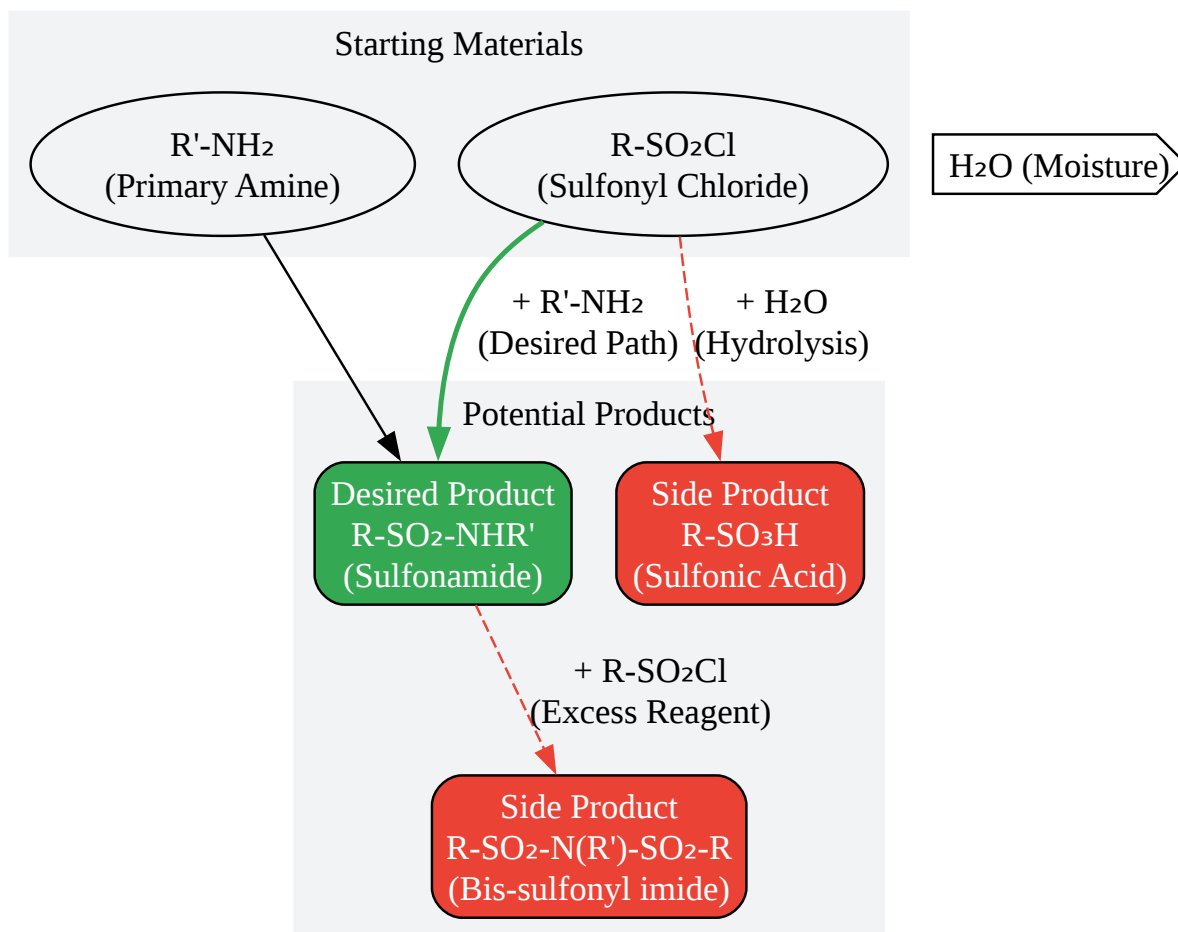 Starting Materials
R'-NH₂
(Primary Amine)
R-SO₂Cl
(Sulfonyl Chloride)
H₂O (Moisture)
+ R'-NH₂
(Desired Path)
+ H₂O
(Hydrolysis)
Potential Products
Desired Product
R-SO₂-NHR'
(Sulfonamide)
Side Product
R-SO₃H
(Sulfonic Acid)
+ R-SO₂Cl
(Excess Reagent)
Side Product
R-SO₂-N(R')-SO₂-R
(Bis-sulfonyl imide)